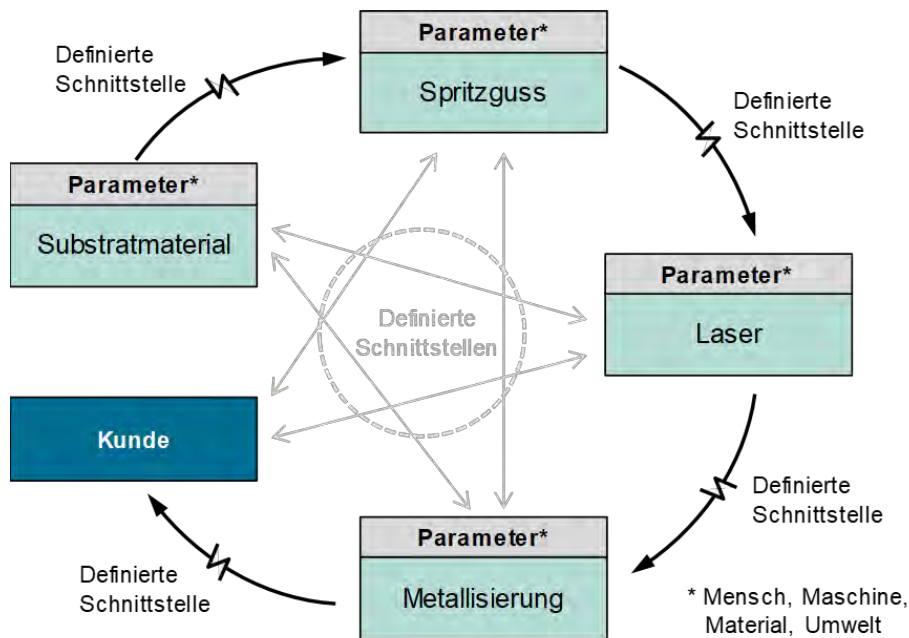 Parameter*
Spritzguss
Definierte
Schnittstelle
Definierte
Schnittstelle
Parameter*
Substratmaterial
Parameter*
Laser
Definierte
Schnittstellen
Kunde
Definierte
Schnittstelle
Parameter*
Metallisierung
Definierte
Schnittstelle
* Mensch, Maschine,
Material, Umwelt